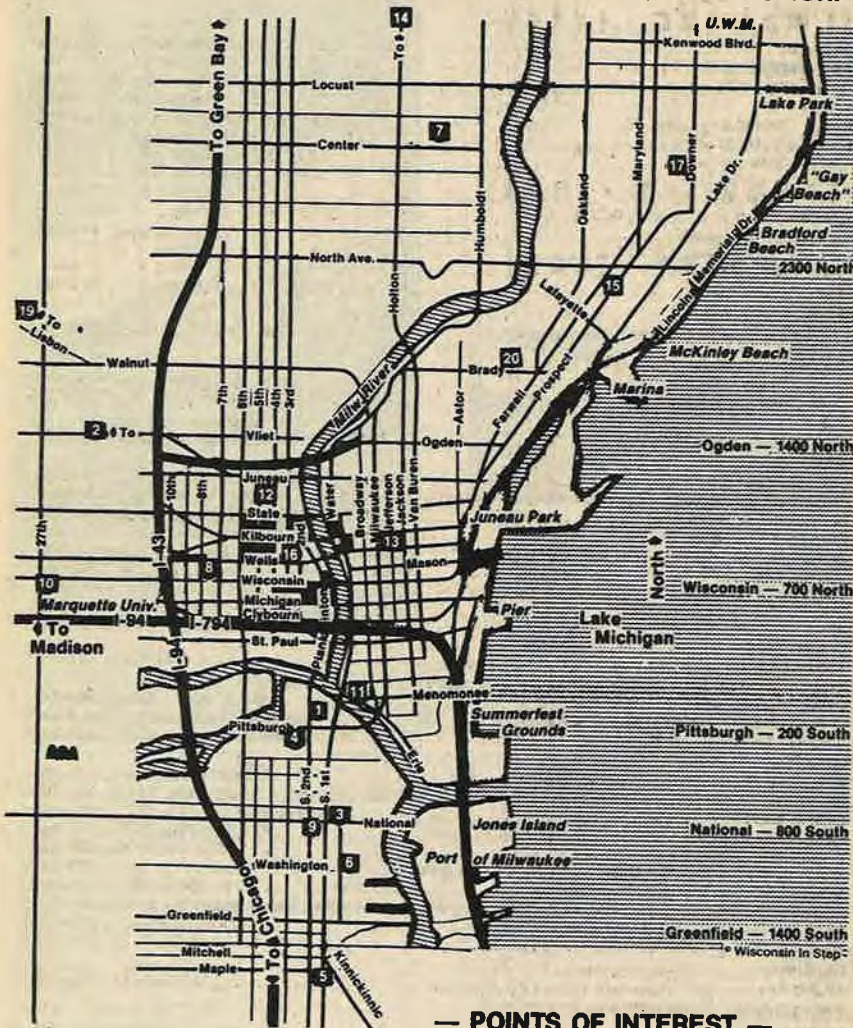 U.W.M.
14
To
To Green Bay
Kenwood Blvd.
Locust
Lake Park
7
Center
Maryland
17
Downer
Lake Dr.
"Gay
Beach"
Humboldt
Oakland
Bradford
Beach
North Ave.
2300 North
Holton
15
Lincoln Memorial Dr.
Lafayette
19
To
Lisbon
Walnut
20
Brady
McKinley Beach
Marina
7th
6th
5th
4th
3rd
Milw. River
Astor
Farwell
Prospect
2
To
Vliet
Ogden
Ogden — 1400 North
Juneau
10th
8th
12
State
2nd
Water
Broadway
Milwaukee
Jefferson
Jackson
Van Buren
Juneau Park
27th
I-43
Kilbourn
13
North
Wells
16
Mason
8
Wisconsin
Wisconsin — 700 North
10
Marquette Univ.
Michigan
Pier
Lake
Michigan
Clybourn
I-94
I-794
To
Madison
St. Paul
Plankinton
I-94
11
Menomonee
1
Summerfest
Grounds
Pittsburgh
Pittsburgh — 200 South
Erie
S. 2nd
S. 1st
3
National
9
Jones Island
National — 800 South
Washington
6
Port
of Milwaukee
To Chicago
Greenfield
Greenfield — 1400 South
Mitchell
© Wisconsin In Step
Maple
5
Kinnickinnic
— POINTS OF INTEREST —